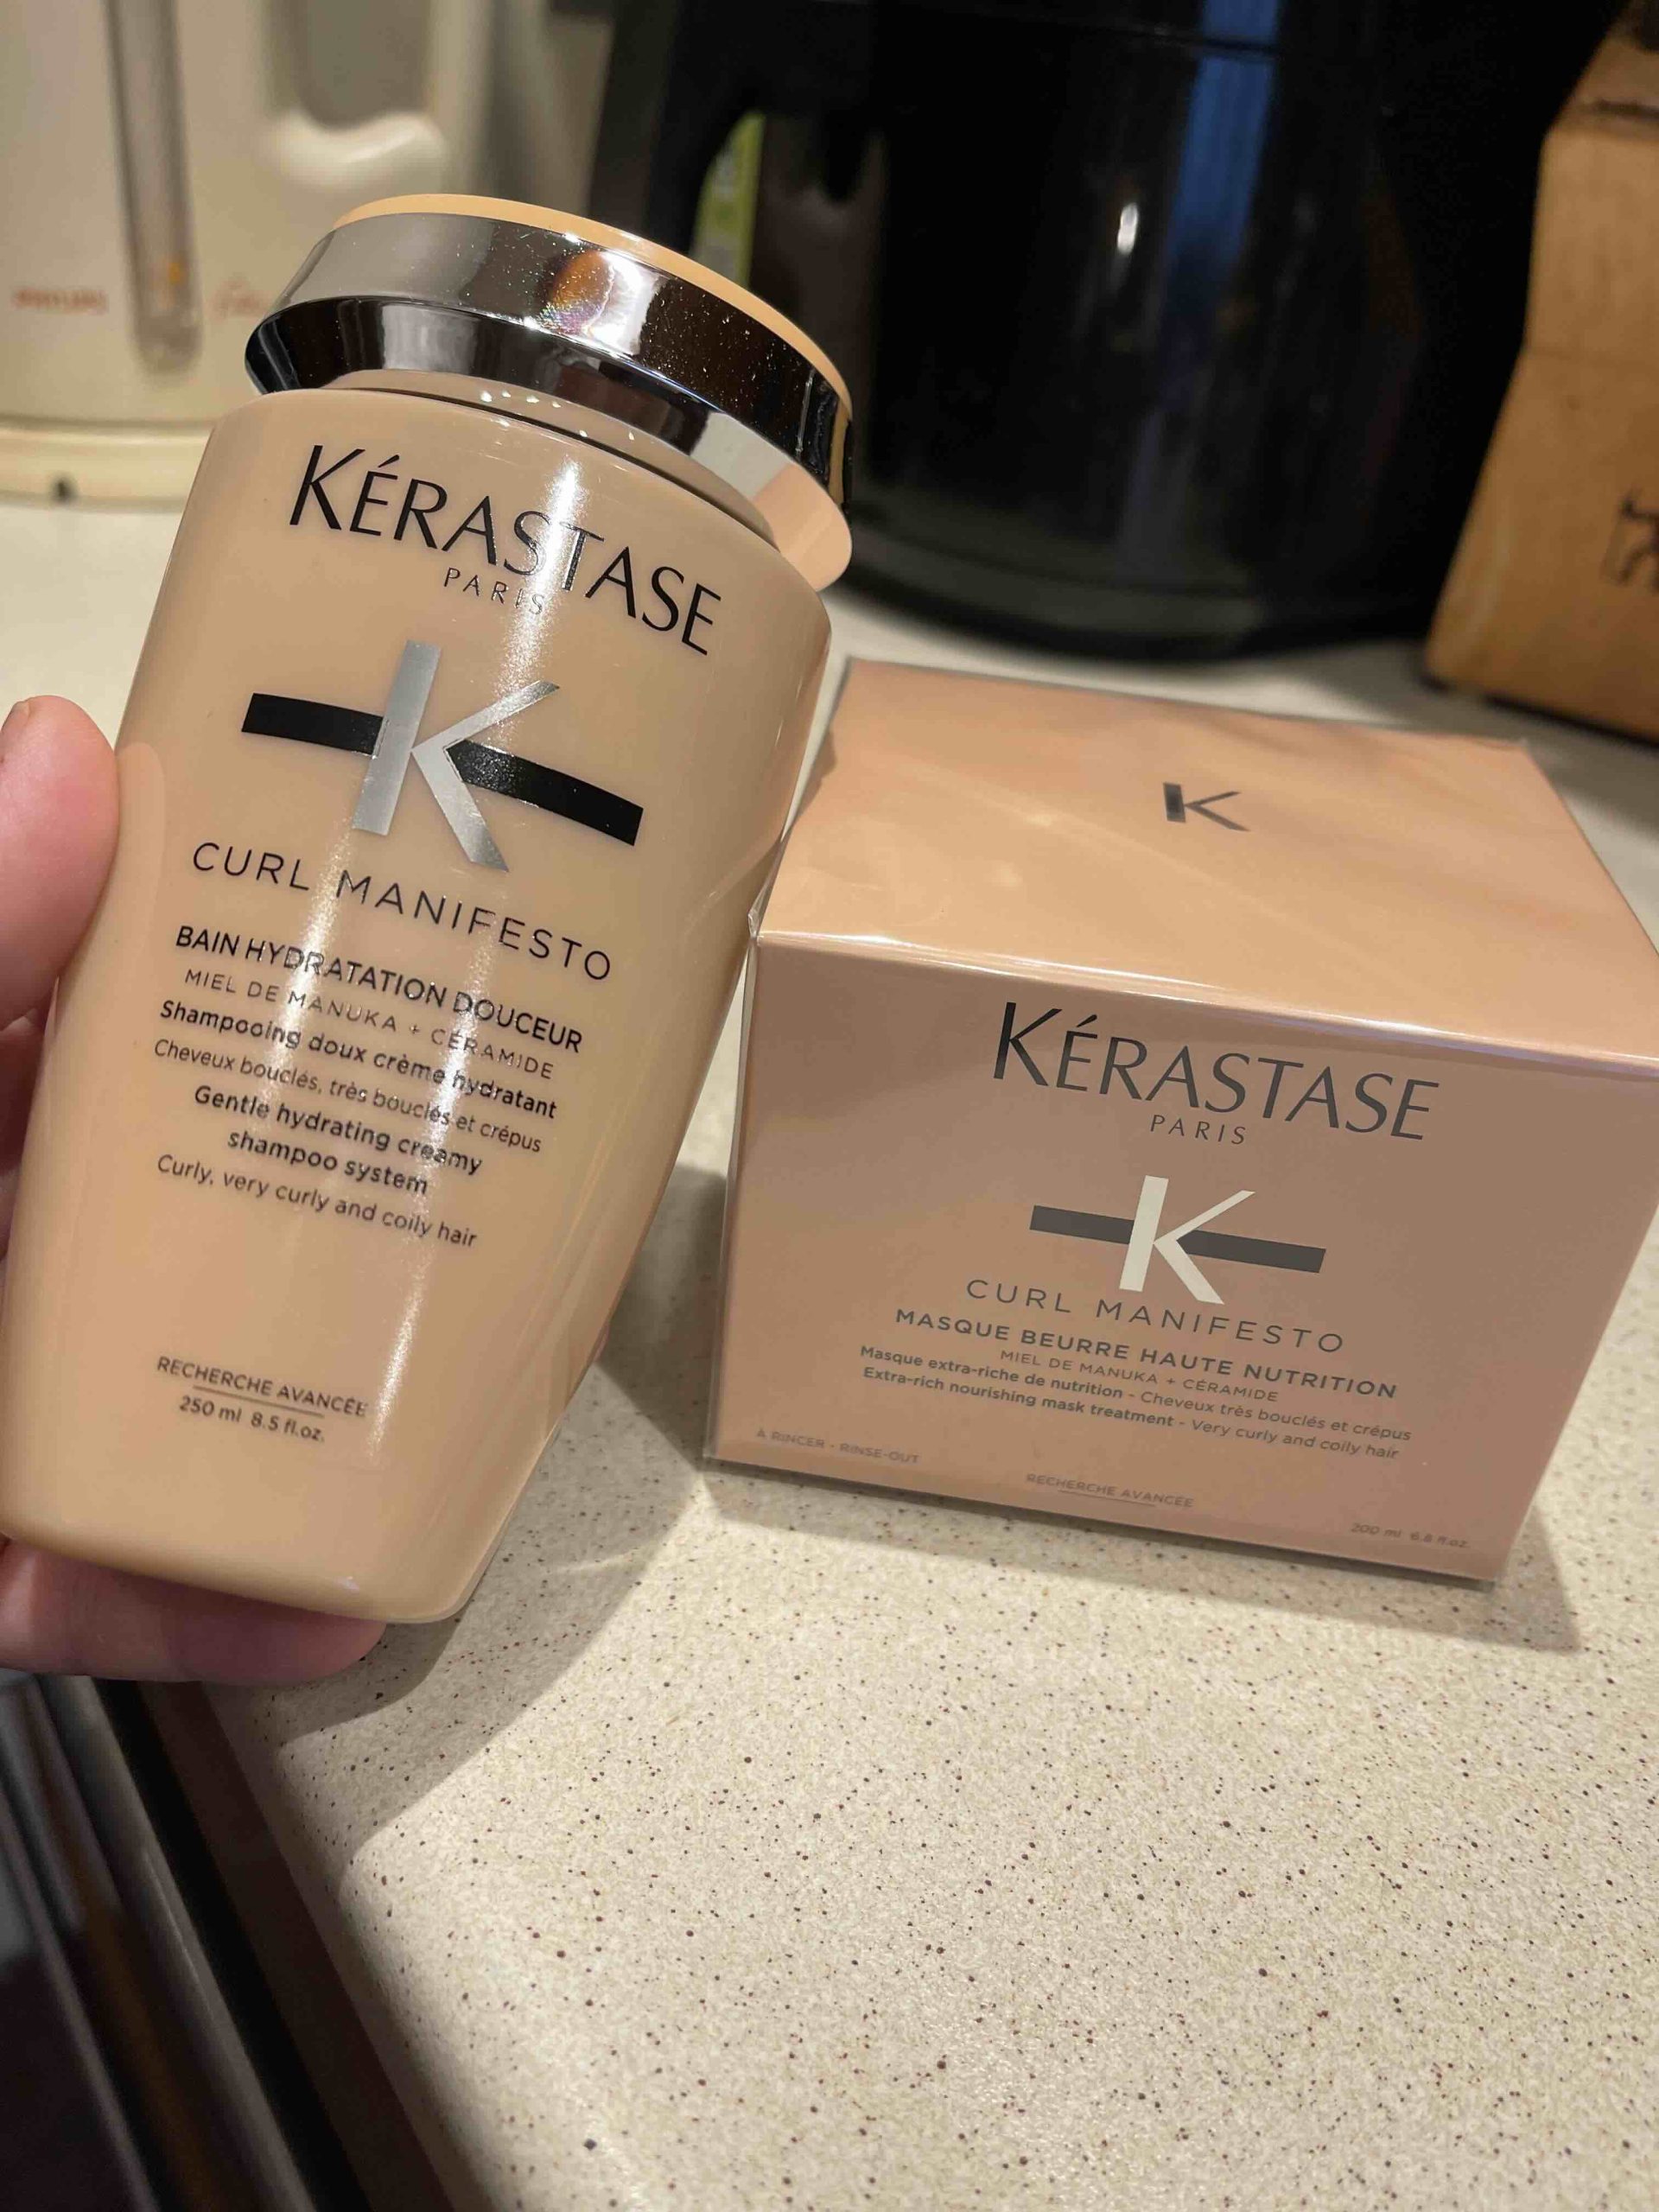 KÉRASTASE
PARIS
K
CURL MANIFESTO
BAIN HYDRATATION DOUCEUR
MIEL DE MANUKA + CÉRAMIDE
Shampooing doux crème hydratant
Cheveux bouclés, très bouclés et crépus
Gentle hydrating creamy
shampoo system
Curly, very curly and coily hair
RECHERCHE AVANCÉE
250 ml 8.5 fl.oz.
K
KÉRASTASE
PARIS
K
CURL MANIFESTO
MASQUE BEURRE HAUTE NUTRITION
MIEL DE MANUKA + CÉRAMIDE
Masque extra-riche de nutrition - Cheveux très bouclés et crépus
Extra-rich nourishing mask treatment - Very curly and coily hair
À RINCER - RINSE-OUT
RECHERCHE AVANCÉE
200 ml 6.8 fl.oz.